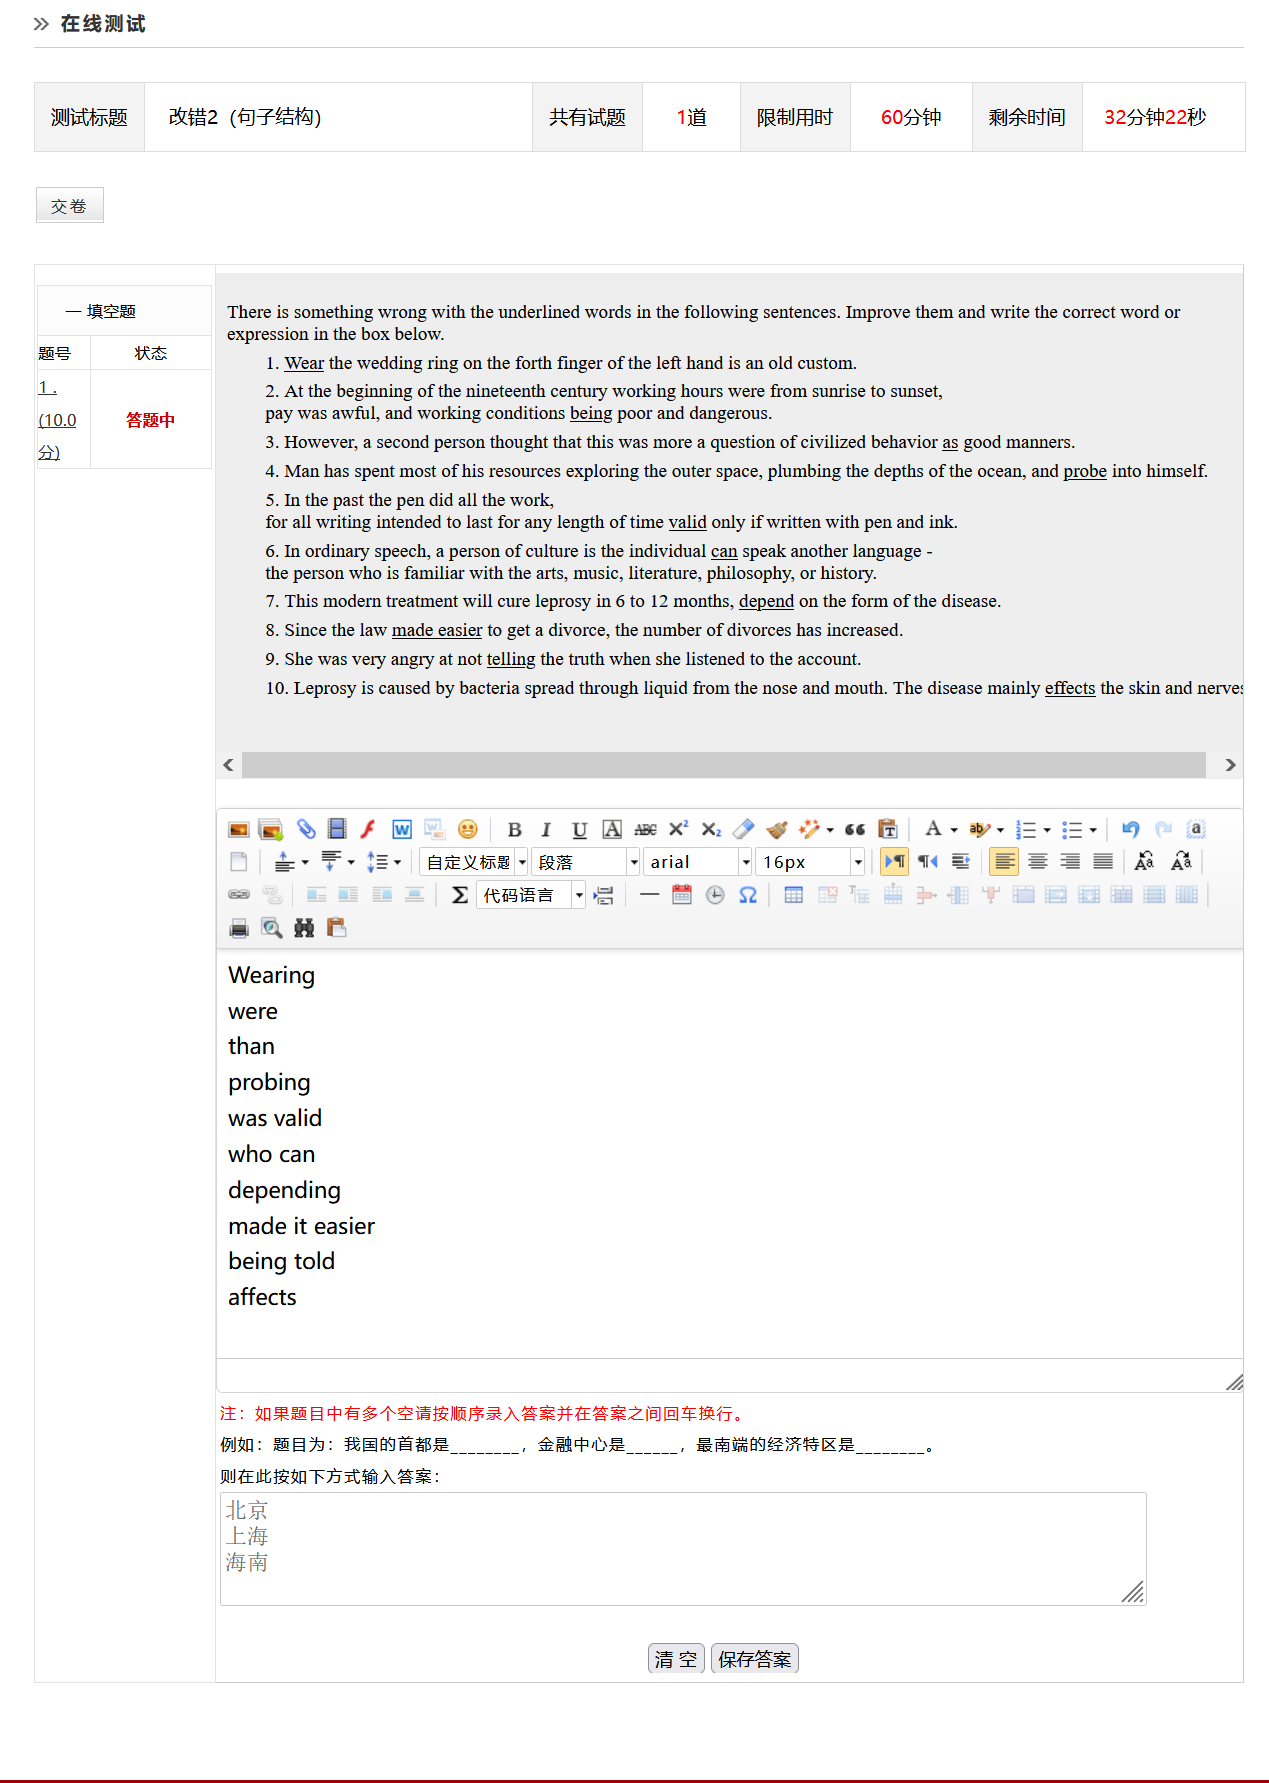 在线测试
测试标题 改错2（句子结构） 共有试题 1道 限制用时 60分钟 剩余时间 32分钟22秒
交卷
一 填空题
题号 状态
1 . (10.0分) 答题中
There is something wrong with the underlined words in the following sentences. Improve them and write the correct word or
expression in the box below.
1. Wear the wedding ring on the forth finger of the left hand is an old custom.
2. At the beginning of the nineteenth century working hours were from sunrise to sunset,
pay was awful, and working conditions being poor and dangerous.
3. However, a second person thought that this was more a question of civilized behavior as good manners.
4. Man has spent most of his resources exploring the outer space, plumbing the depths of the ocean, and probe into himself.
5. In the past the pen did all the work,
for all writing intended to last for any length of time valid only if written with pen and ink.
6. In ordinary speech, a person of culture is the individual can speak another language -
the person who is familiar with the arts, music, literature, philosophy, or history.
7. This modern treatment will cure leprosy in 6 to 12 months, depend on the form of the disease.
8. Since the law made easier to get a divorce, the number of divorces has increased.
9. She was very angry at not telling the truth when she listened to the account.
10. Leprosy is caused by bacteria spread through liquid from the nose and mouth. The disease mainly effects the skin and nerves
自定义标题 段落 arial 16px
代码语言
Wearing
were
than
probing
was valid
who can
depending
made it easier
being told
affects
注：如果题目中有多个空请按顺序录入答案并在答案之间回车换行。
例如：题目为：我国的首都是________，金融中心是______，最南端的经济特区是________。
则在此按如下方式输入答案：
北京
上海
海南
清 空 保存答案